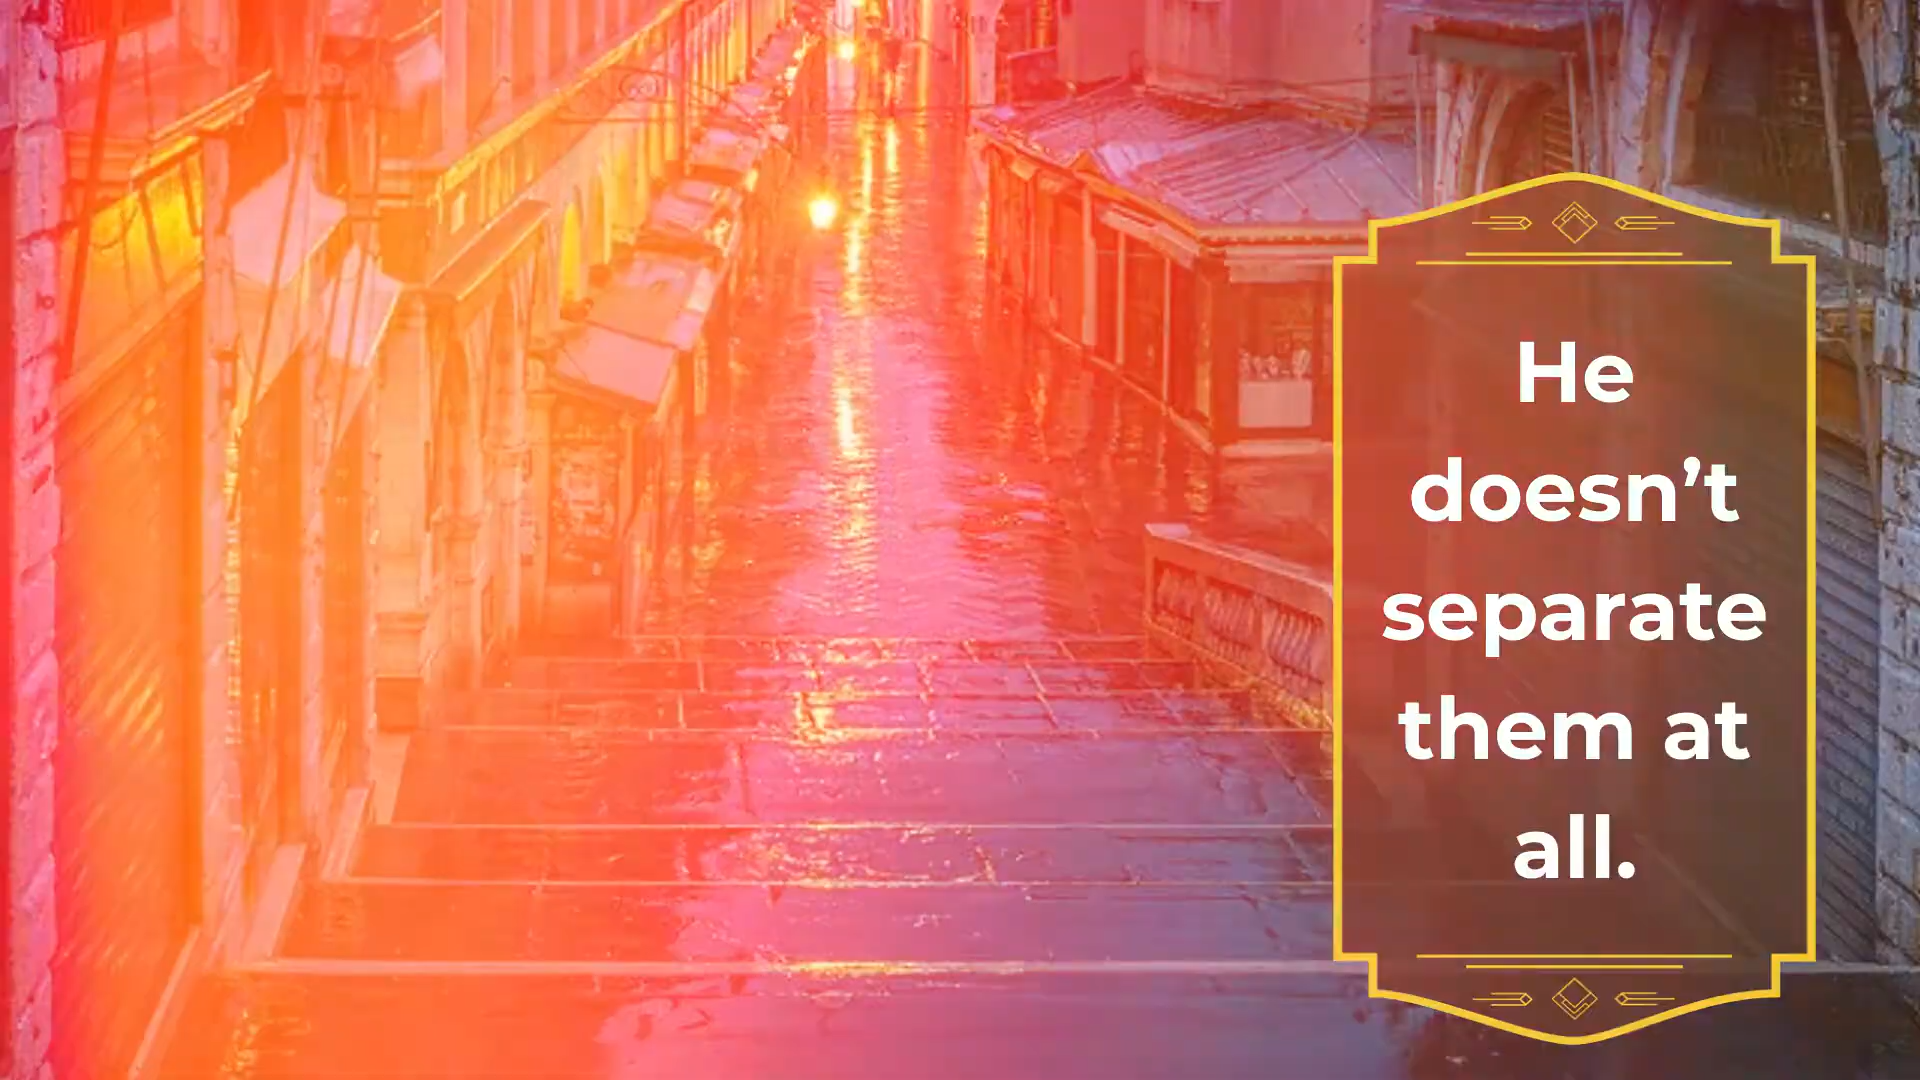 He
doesn’t
separate
them at
all.